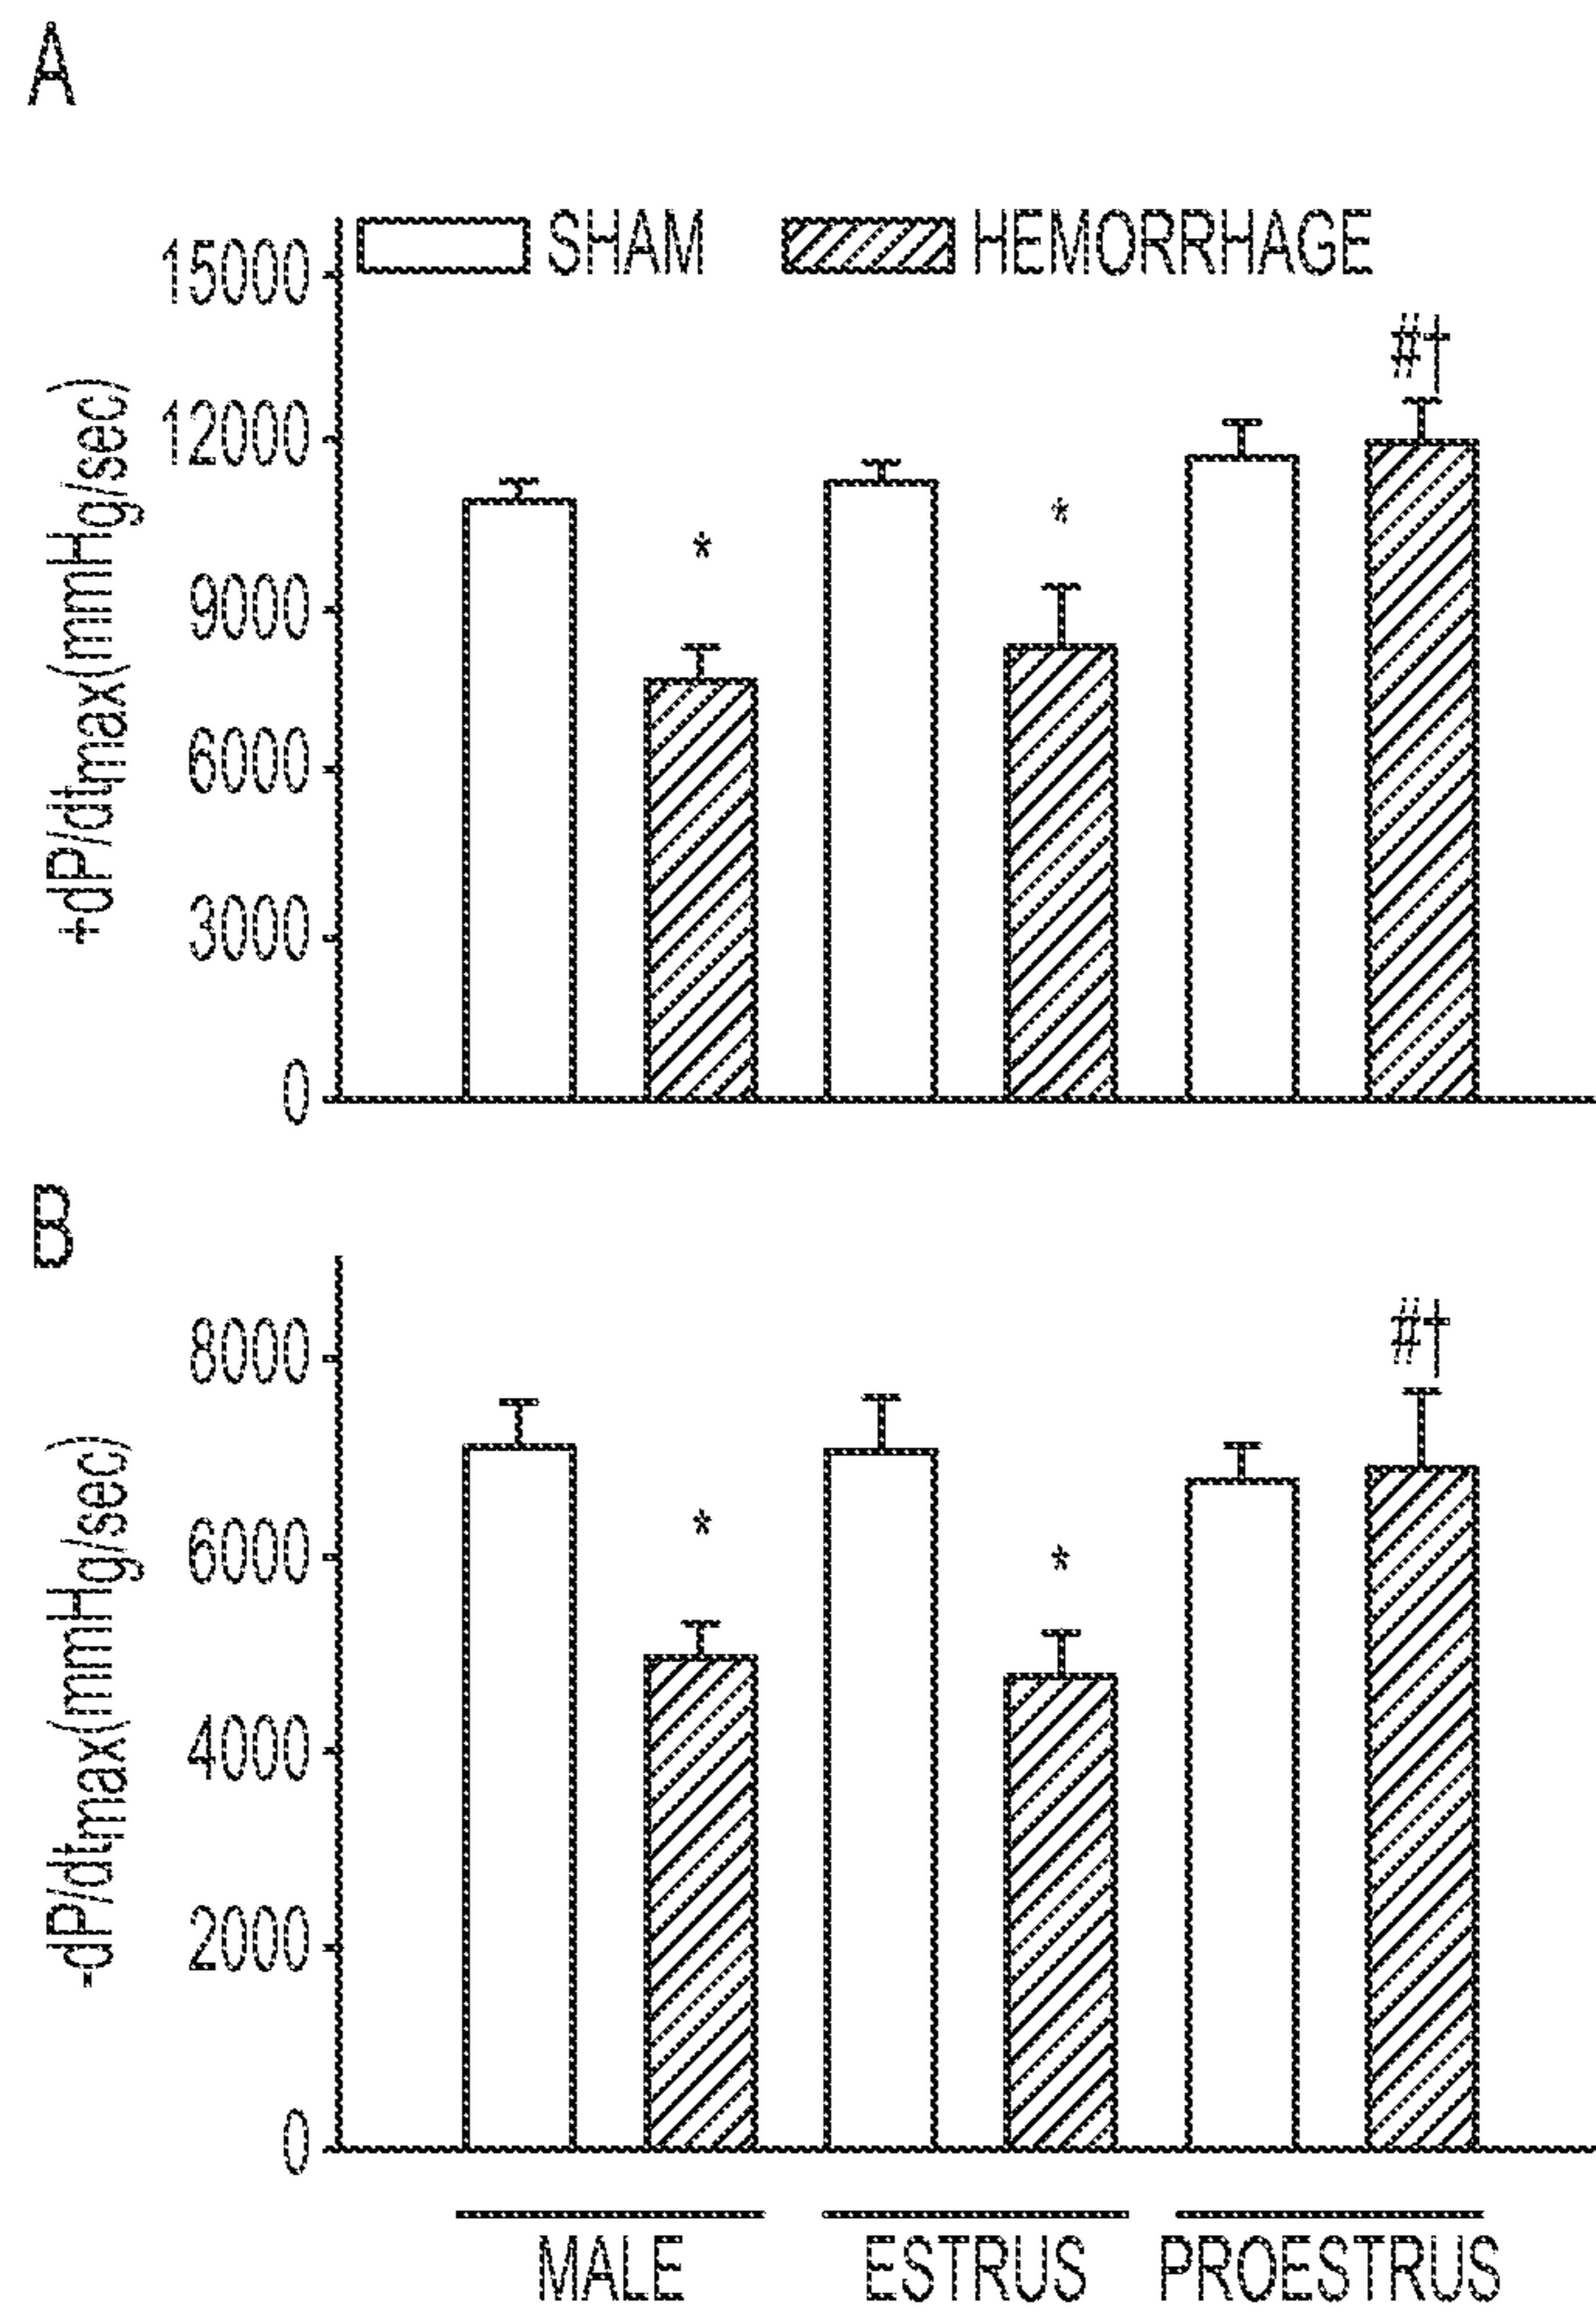 A
SHAM HEMORRHAGE
15000
12000
9000
6000
3000
0
+dP/dtmax(mmHg/sec)
* * #†
B
8000
6000
4000
2000
0
-dP/dtmax(mmHg/sec)
* * #†
MALE ESTRUS PROESTRUS